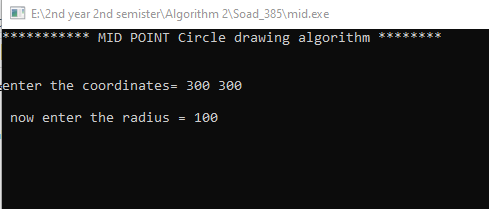 E:\2nd year 2nd semister\Algorithm 2\Soad_385\mid.exe
*********** MID POINT Circle drawing algorithm ********
enter the coordinates= 300 300
now enter the radius = 100